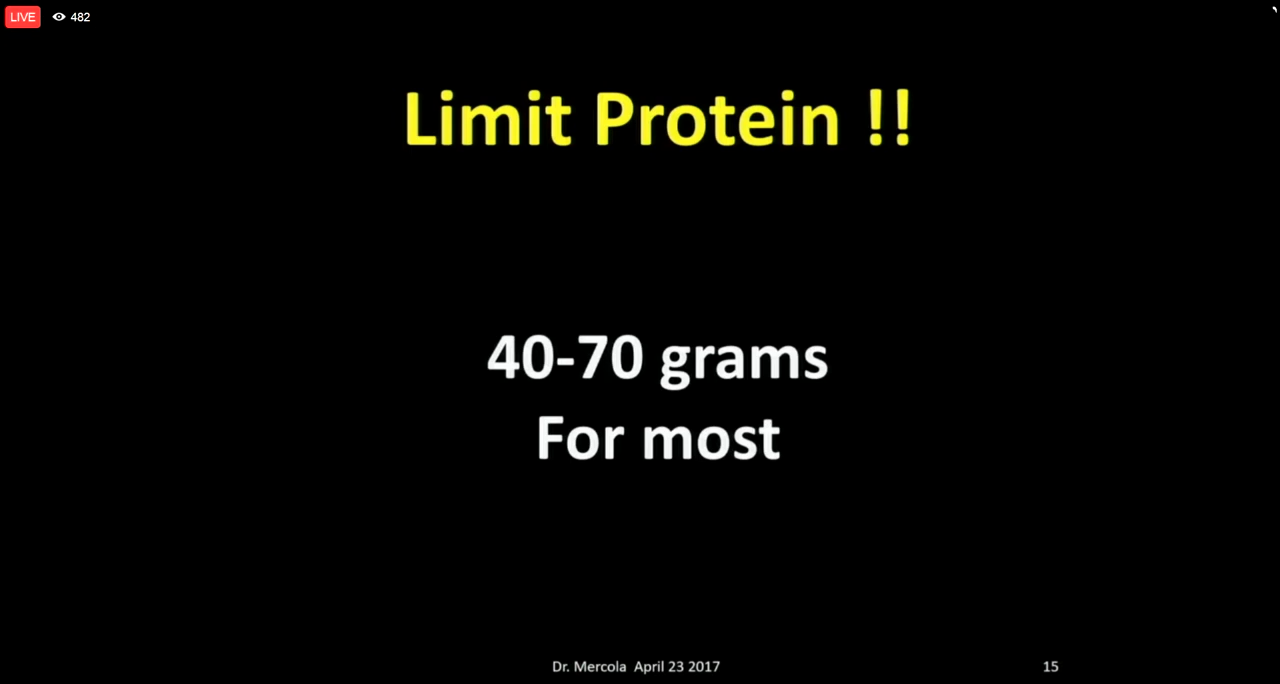 LIVE 482
Limit Protein !!
40-70 grams
For most
Dr. Mercola April 23 2017 15